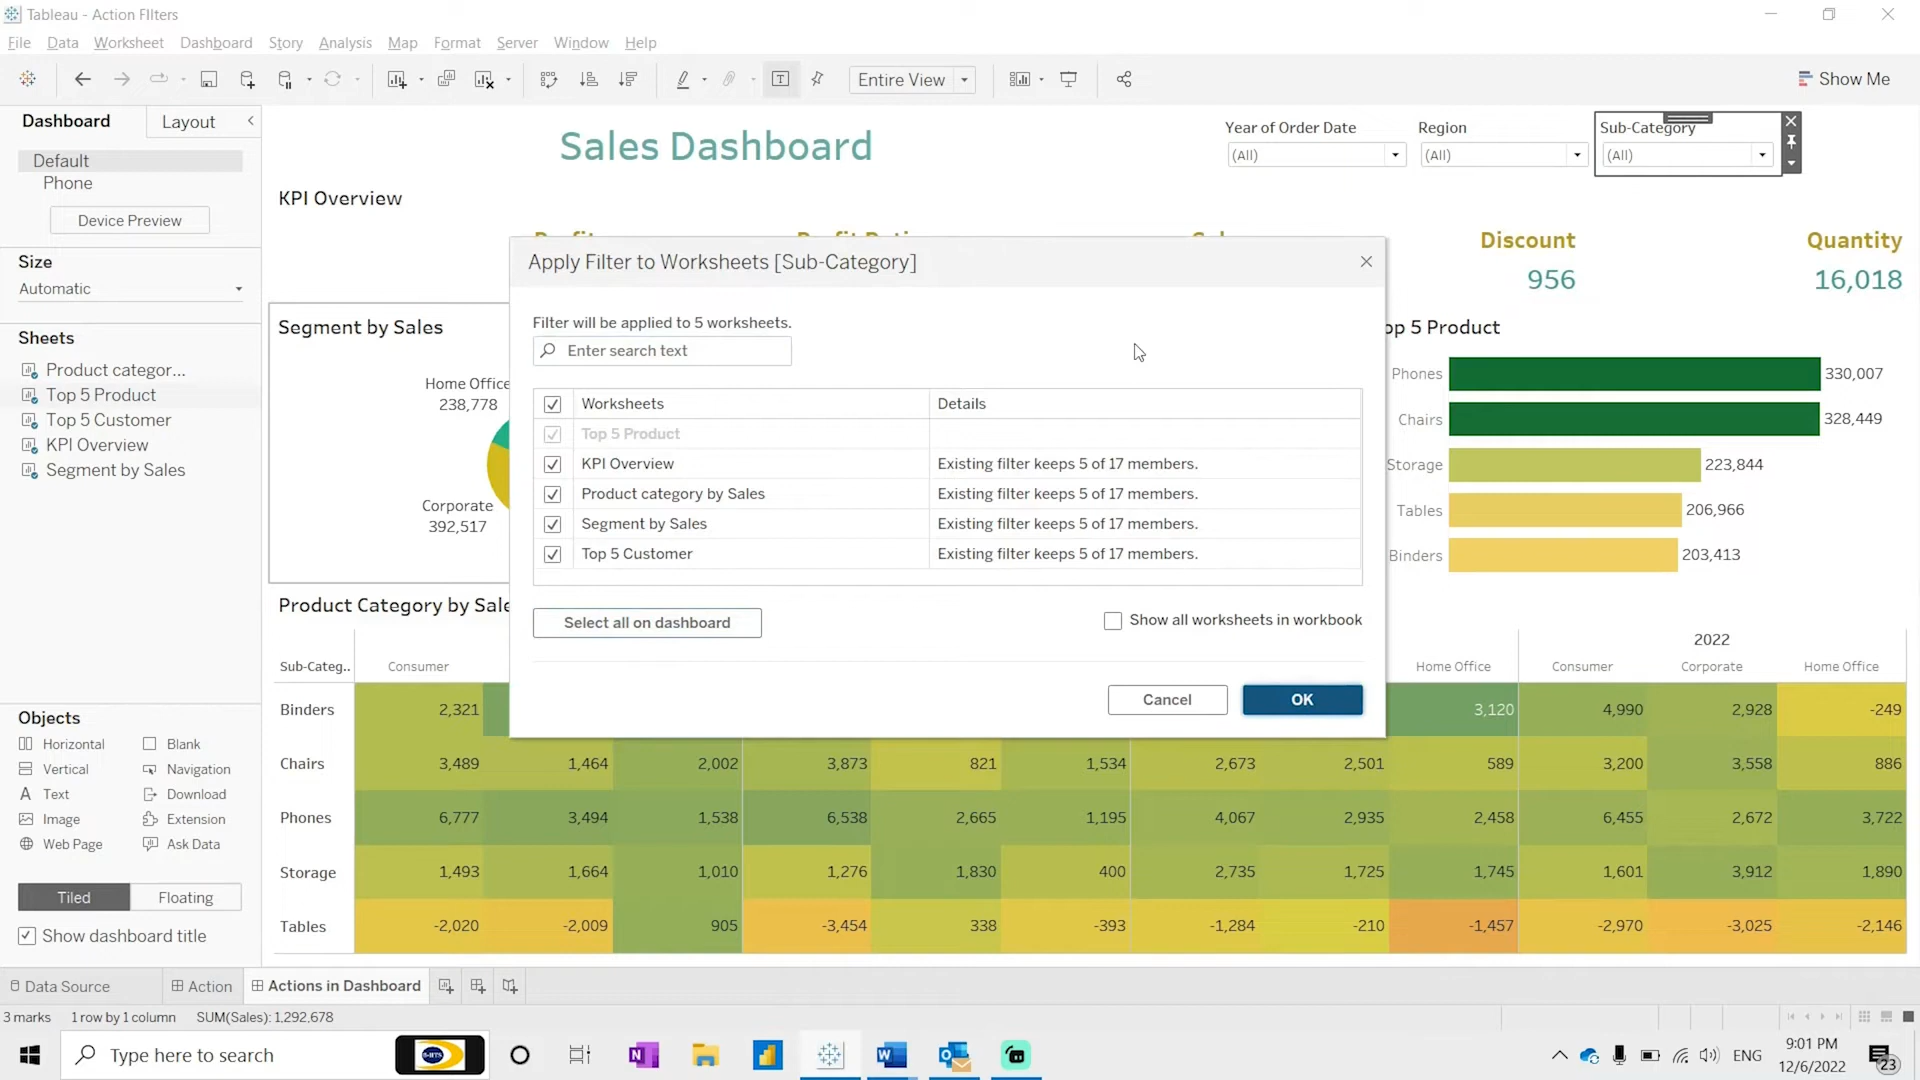 Tableau - Action FIlters
File Data Worksheet Dashboard Story Analysis Map Format Server Window Help
Entire View
Show Me
Dashboard Layout
Default
Phone
Device Preview
Size
Automatic
Sheets
Product categor...
Top 5 Product
Top 5 Customer
KPI Overview
Segment by Sales
Objects
Horizontal Blank
Vertical Navigation
A Text Download
Image Extension
Web Page Ask Data
Tiled Floating
Show dashboard title
Sales Dashboard
Year of Order Date Region Sub-Category
(All) (All) (All)
KPI Overview
Discount Quantity
956 16,018
Segment by Sales
Home Office
238,778
Corporate
392,517
Apply Filter to Worksheets [Sub-Category]
Filter will be applied to 5 worksheets.
Enter search text
Worksheets Details
Top 5 Product
KPI Overview Existing filter keeps 5 of 17 members.
Product category by Sales Existing filter keeps 5 of 17 members.
Segment by Sales Existing filter keeps 5 of 17 members.
Top 5 Customer Existing filter keeps 5 of 17 members.
Select all on dashboard Show all worksheets in workbook
Cancel OK
op 5 Product
Phones 330,007
Chairs 328,449
Storage 223,844
Tables 206,966
Binders 203,413
Product Category by Sale
2022
Sub-Categ.. Consumer Home Office Consumer Corporate Home Office
Binders 2,321 3,120 4,990 2,928 -249
Chairs 3,489 1,464 2,002 3,873 821 1,534 2,673 2,501 589 3,200 3,558 886
Phones 6,777 3,494 1,538 6,538 2,665 1,195 4,067 2,935 2,458 6,455 2,672 3,722
Storage 1,493 1,664 1,010 1,276 1,830 400 2,735 1,725 1,745 1,601 3,912 1,890
Tables -2,020 -2,009 905 -3,454 338 -393 -1,284 -210 -1,457 -2,970 -3,025 -2,146
Data Source Action Actions in Dashboard
3 marks 1 row by 1 column SUM(Sales): 1,292,678
Type here to search
ENG
9:01 PM
12/6/2022
23